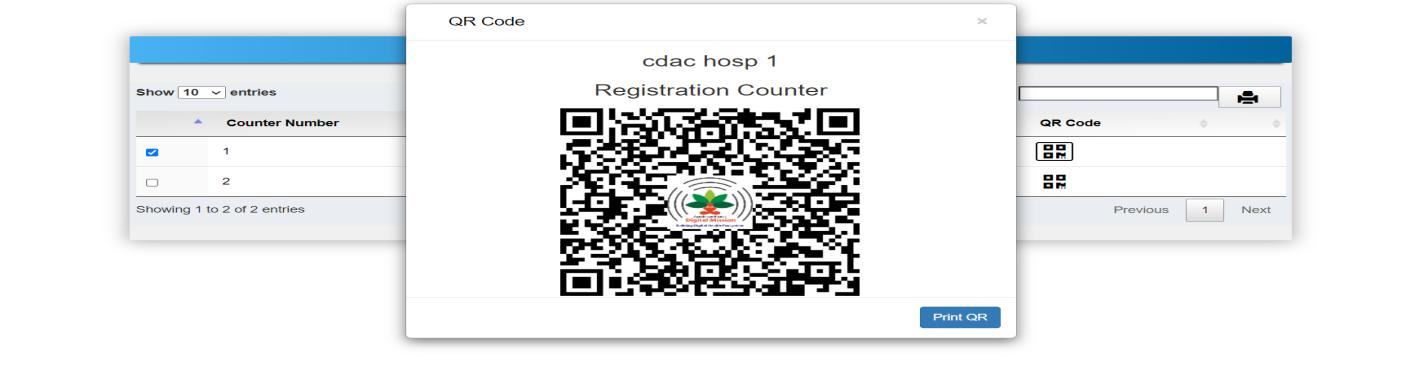 QR Code ×
cdac hosp 1
Registration Counter
Show 10 entries
Counter Number QR Code
1
2
Showing 1 to 2 of 2 entries
Previous 1 Next
Digital Mission
Print QR